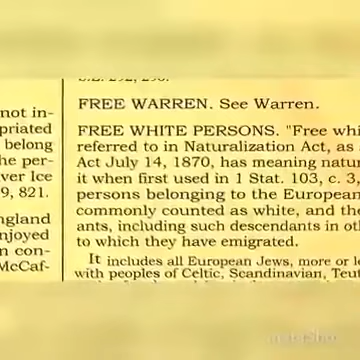 not in-
priated
belong
he per-
ver Ice
9, 821.
ngland
njoyed
n con-
McCaf-
FREE WARREN. See Warren.
FREE WHITE PERSONS. "Free whi
referred to in Naturalization Act, as
Act July 14, 1870, has meaning natur
it when first used in 1 Stat. 103, c. 3,
persons belonging to the European
commonly counted as white, and the
ants, including such descendants in ot
to which they have emigrated.
It includes all European Jews, more or le
with peoples of Celtic, Scandinavian, Teut